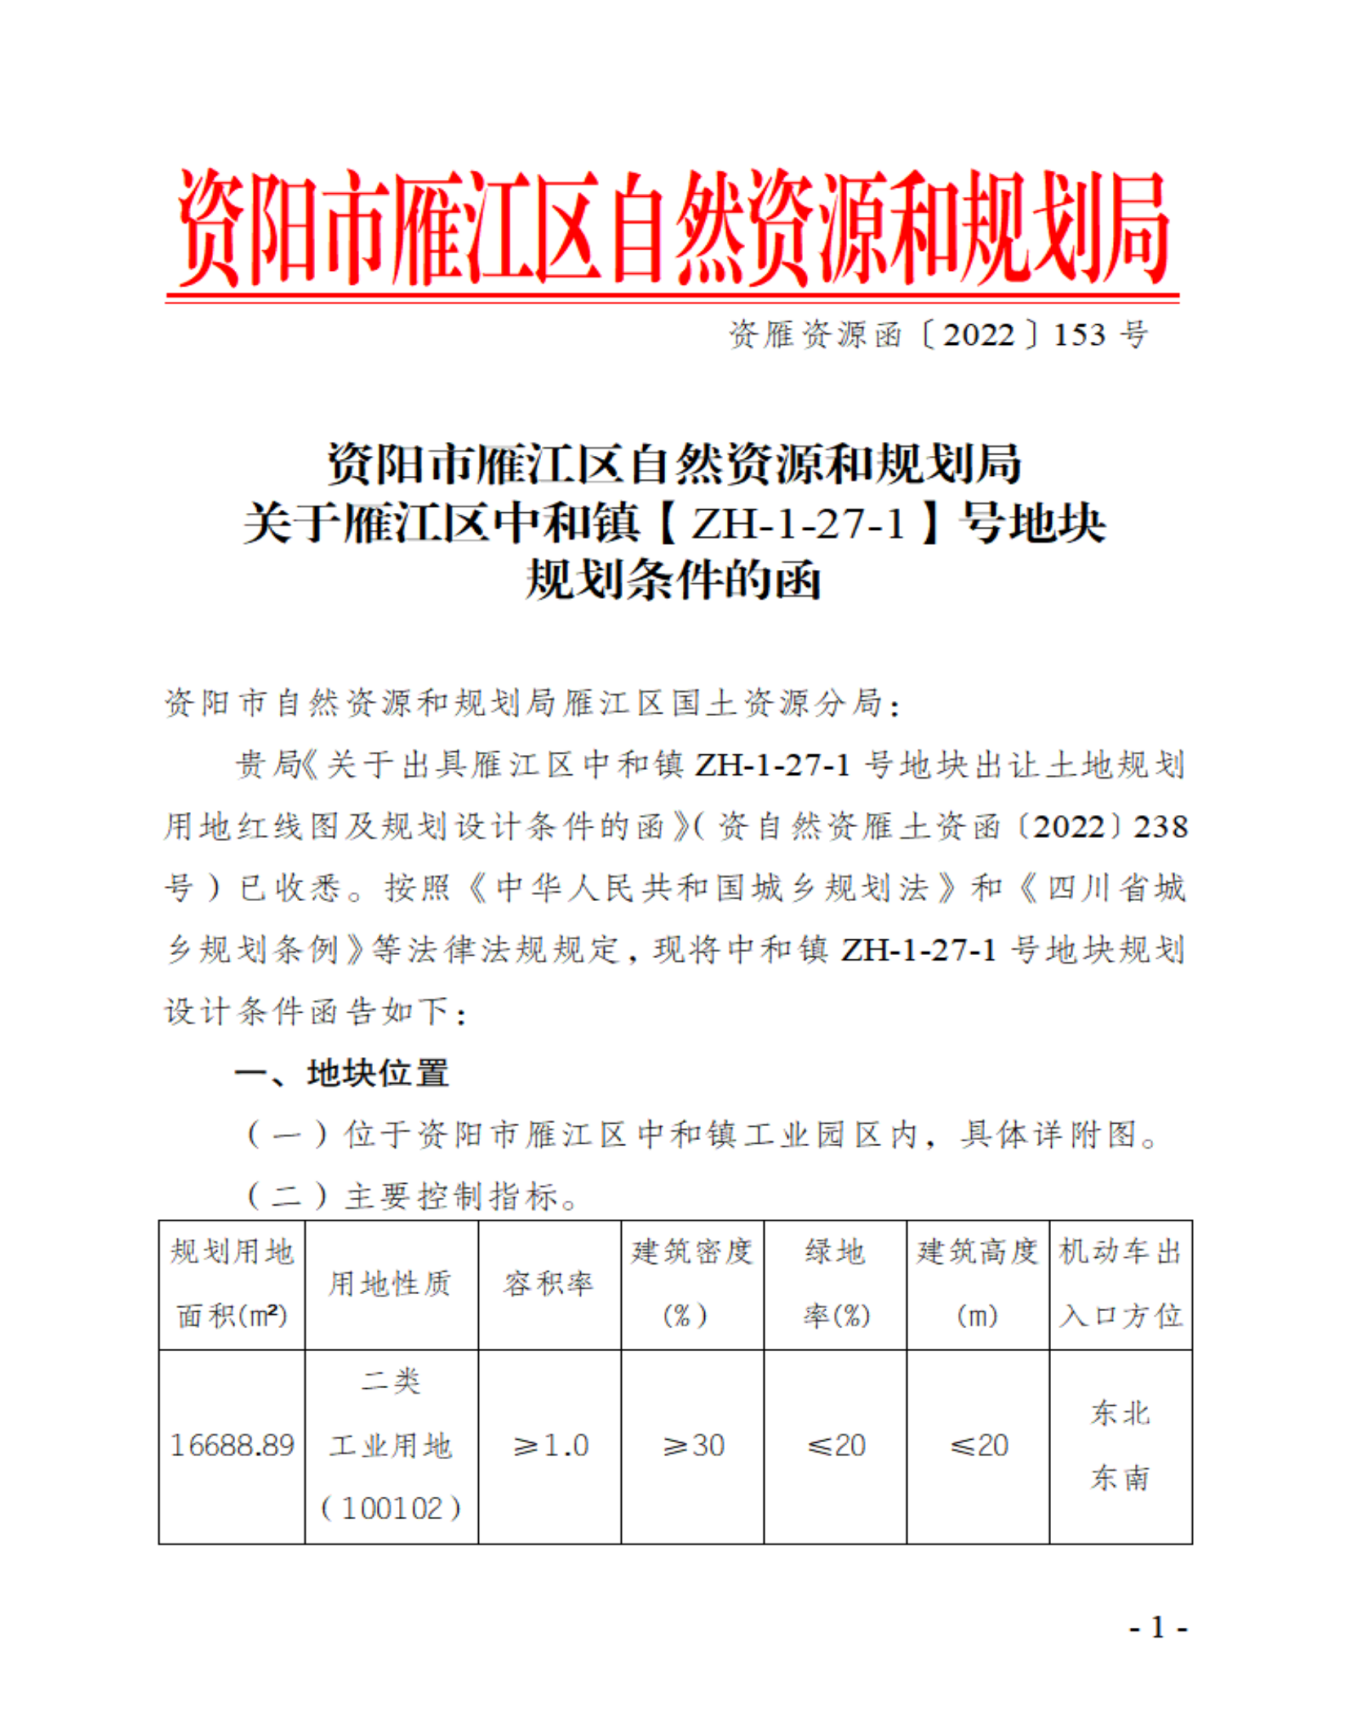 资阳市雁江区自然资源和规划局
资雁资源函〔2022〕153 号
资阳市雁江区自然资源和规划局
关于雁江区中和镇【ZH-1-27-1】号地块
规划条件的函
资阳市自然资源和规划局雁江区国土资源分局：
贵局《关于出具雁江区中和镇 ZH-1-27-1 号地块出让土地规划
用地红线图及规划设计条件的函》（资自然资雁土资函〔2022〕238
号）已收悉。按照《中华人民共和国城乡规划法》和《四川省城
乡规划条例》等法律法规规定，现将中和镇 ZH-1-27-1 号地块规划
设计条件函告如下：
一、地块位置
（一）位于资阳市雁江区中和镇工业园区内，具体详附图。
（二）主要控制指标。
规划用地
面积(m²)
用地性质
容积率
建筑密度
(%)
绿地
率(%)
建筑高度
(m)
机动车出
入口方位
16688.89
二类
工业用地
（100102）
≥1.0
≥30
≤20
≤20
东北
东南
- 1 -